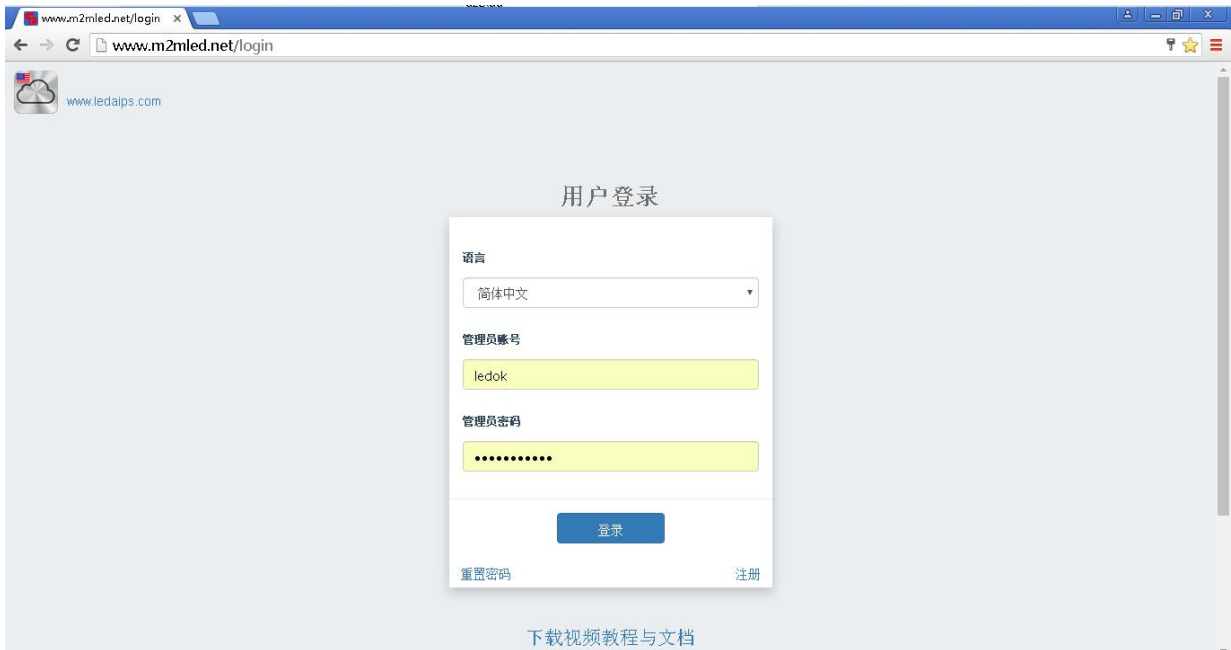 www.m2mled.net/login
www.m2mled.net/login
www.ledaips.com
用户登录
语言
简体中文
管理员账号
ledok
管理员密码
•••••••••••
登录
重置密码 注册
下载视频教程与文档